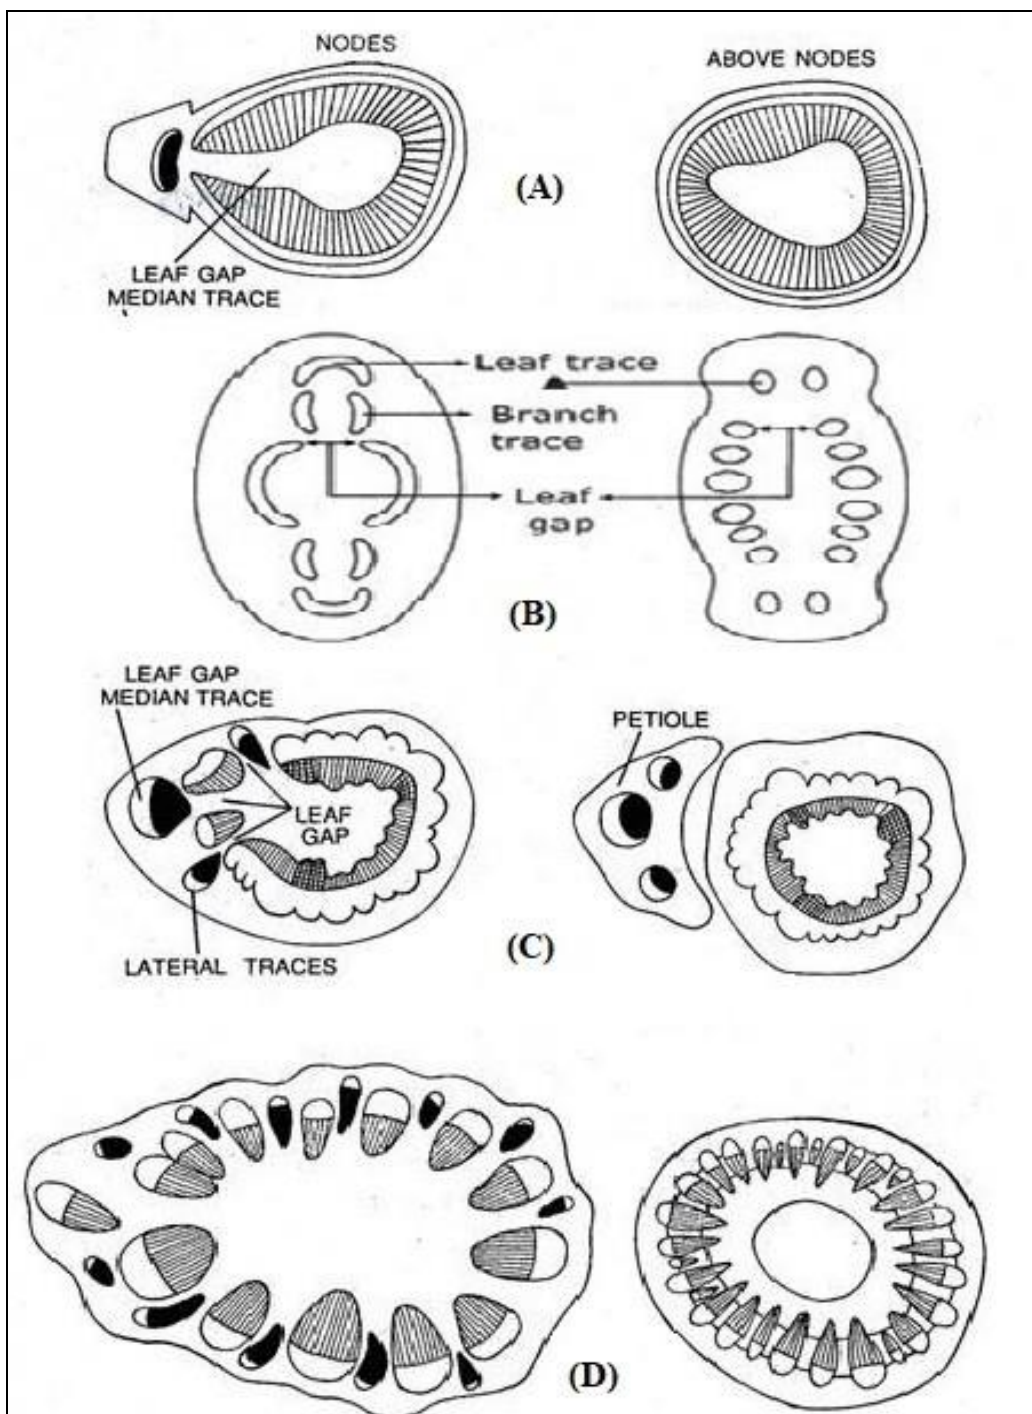 NODES
ABOVE NODES
(A)
LEAF GAP
MEDIAN TRACE
Leaf trace
Branch
trace
Leaf
gap
(B)
LEAF GAP
MEDIAN TRACE
PETIOLE
LEAF
GAP
LATERAL TRACES
(C)
(D)